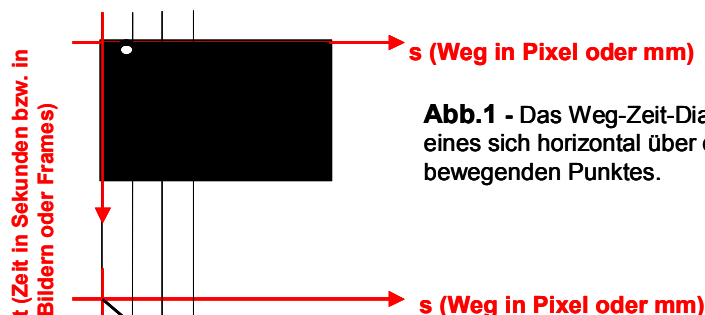 s (Weg in Pixel oder mm)
Abb.1 - Das Weg-Zeit-Dia
eines sich horizontal über
bewegenden Punktes.
t (Zeit in Sekunden bzw. in
Bildern oder Frames)
s (Weg in Pixel oder mm)